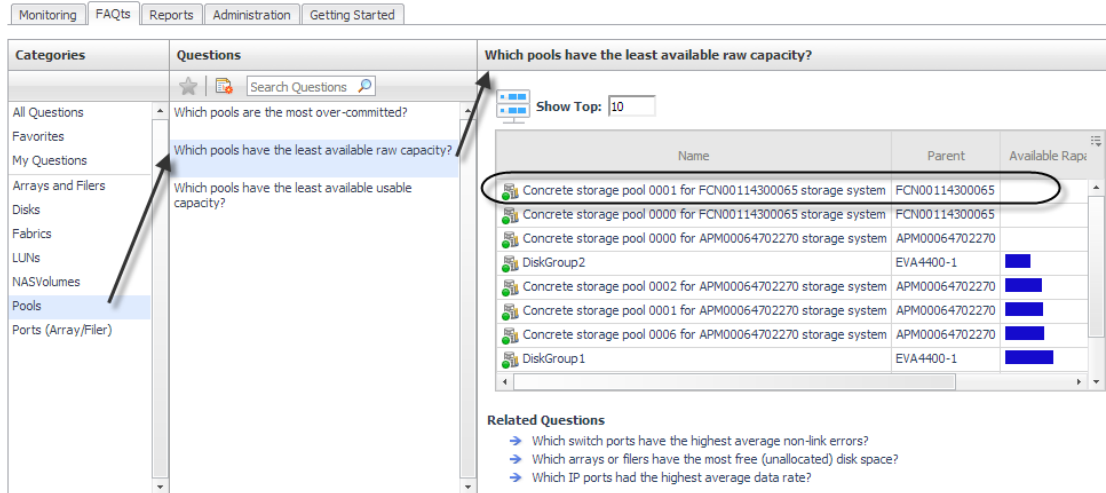 Monitoring
FAQts
Reports
Administration
Getting Started
Categories
Questions
Which pools have the least available raw capacity?
Search Questions
All Questions
Favorites
My Questions
Arrays and Filers
Disks
Fabrics
LUNs
NASVolumes
Pools
Ports (Array/Filer)
Which pools are the most over-committed?
Which pools have the least available raw capacity?
Which pools have the least available usable
capacity?
Show Top: 10
Name Parent Available Rapa
Concrete storage pool 0001 for FCN00114300065 storage system FCN00114300065
Concrete storage pool 0000 for FCN00114300065 storage system FCN00114300065
Concrete storage pool 0000 for APM00064702270 storage system APM00064702270
DiskGroup2 EVA4400-1
Concrete storage pool 0002 for APM00064702270 storage system APM00064702270
Concrete storage pool 0001 for APM00064702270 storage system APM00064702270
Concrete storage pool 0006 for APM00064702270 storage system APM00064702270
DiskGroup1 EVA4400-1
Related Questions
Which switch ports have the highest average non-link errors?
Which arrays or filers have the most free (unallocated) disk space?
Which IP ports had the highest average data rate?